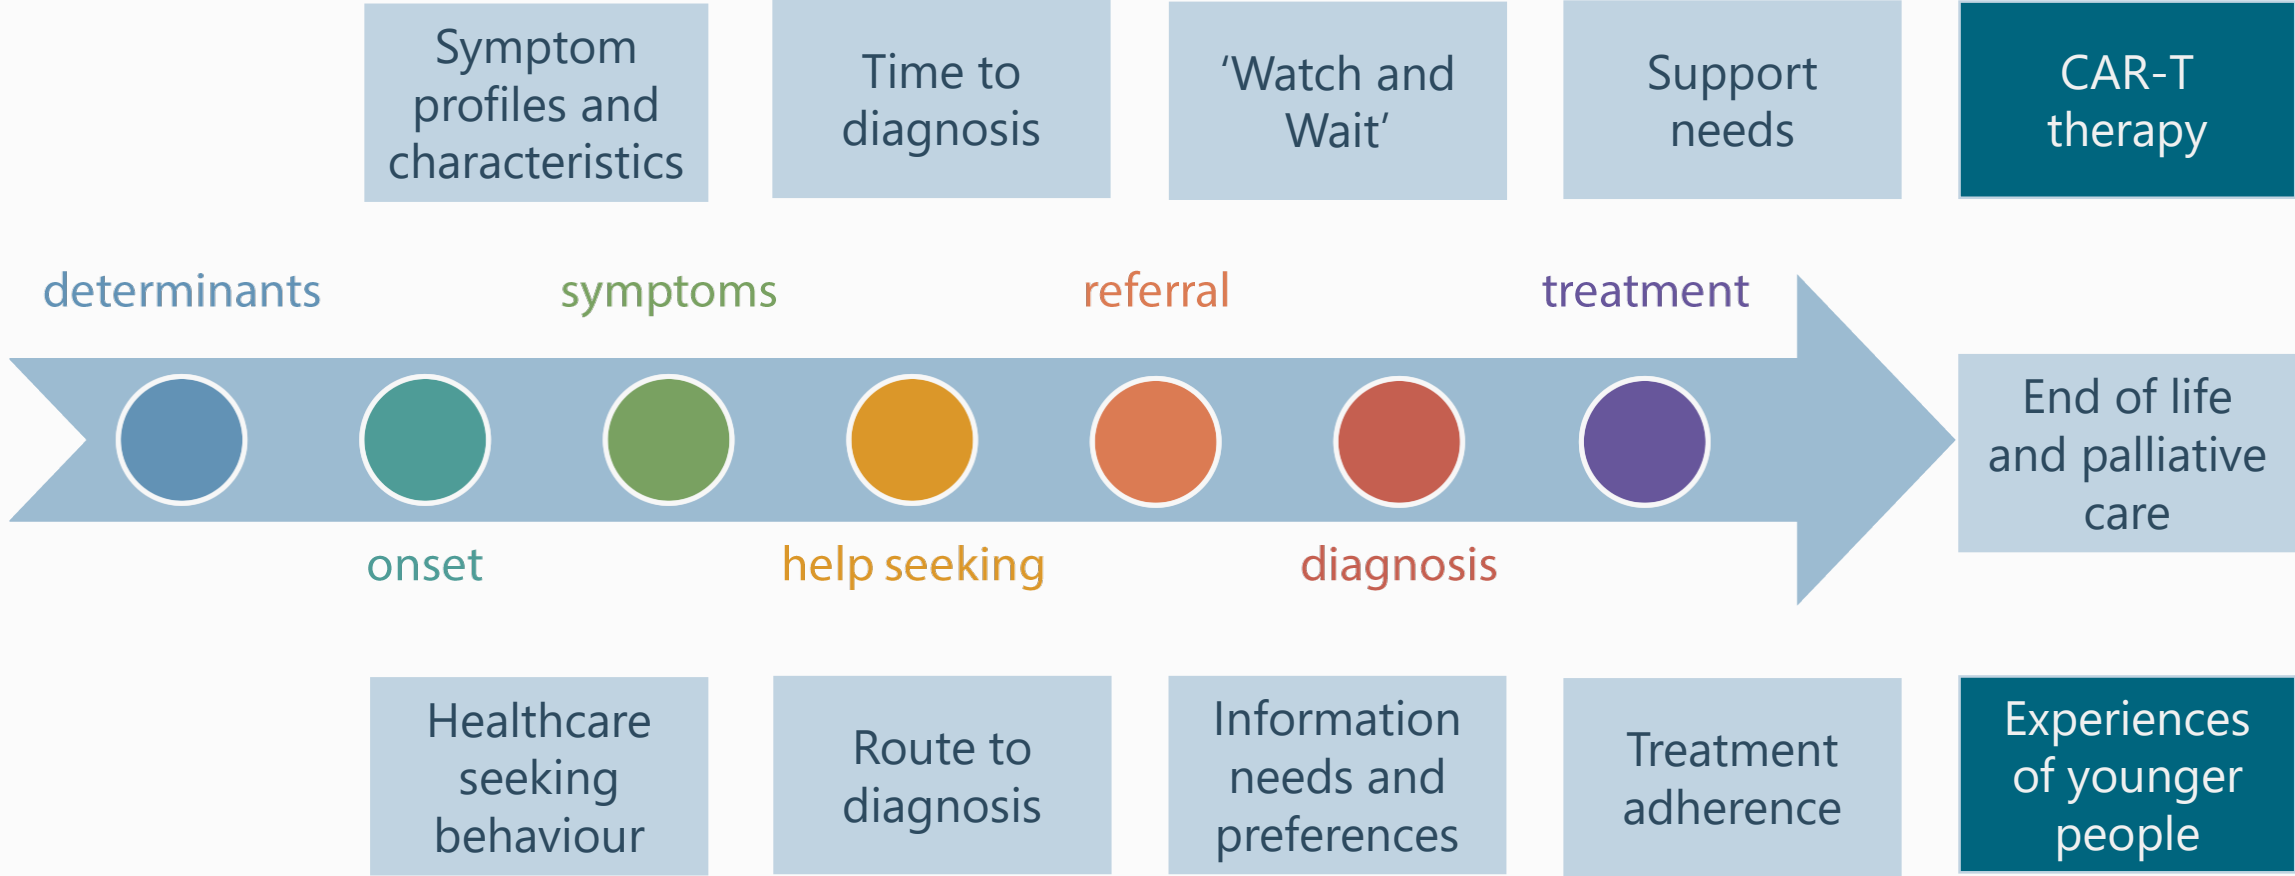 Symptom
profiles and
characteristics
Time to
diagnosis
‘Watch and
Wait’
Support
needs
CAR-T
therapy
determinants
symptoms
referral
treatment
End of life
and palliative
care
onset
help seeking
diagnosis
Healthcare
seeking
behaviour
Route to
diagnosis
Information
needs and
preferences
Treatment
adherence
Experiences
of younger
people